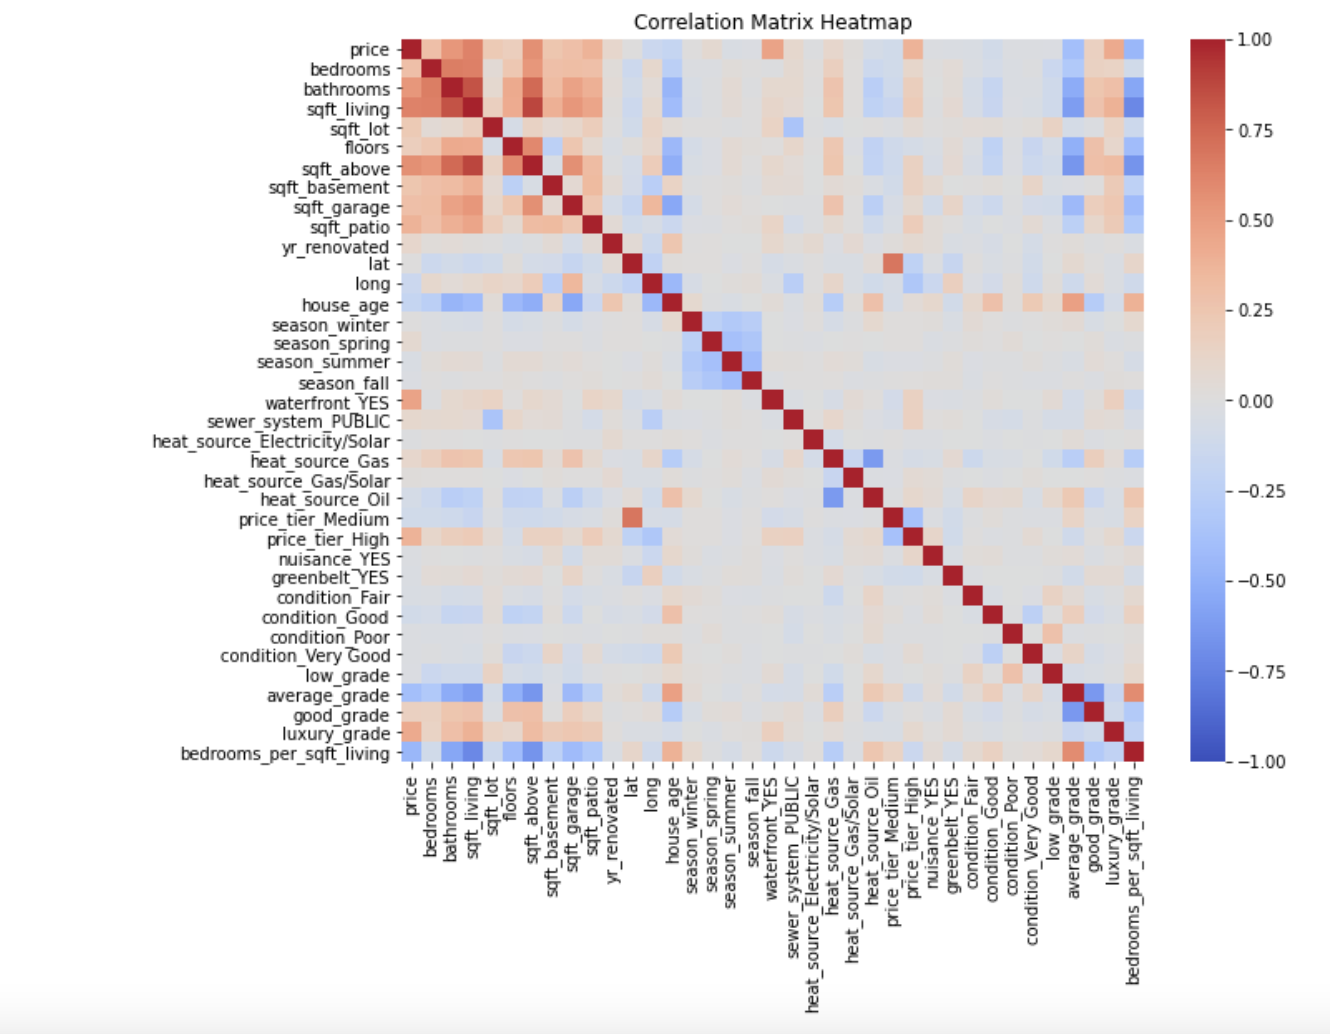 Correlation Matrix Heatmap
price
bedrooms
bathrooms
sqft_living
sqft_lot
floors
sqft_above
sqft_basement
sqft_garage
sqft_patio
yr_renovated
lat
long
house_age
season_winter
season_spring
season_summer
season_fall
waterfront_YES
sewer_system_PUBLIC
heat_source_Electricity/Solar
heat_source_Gas
heat_source_Gas/Solar
heat_source_Oil
price_tier_Medium
price_tier_High
nuisance_YES
greenbelt_YES
condition_Fair
condition_Good
condition_Poor
condition_Very Good
low_grade
average_grade
good_grade
luxury_grade
bedrooms_per_sqft_living
price
bedrooms
bathrooms
sqft_living
sqft_lot
floors
sqft_above
sqft_basement
sqft_garage
sqft_patio
yr_renovated
lat
long
house_age
season_winter
season_spring
season_summer
season_fall
waterfront_YES
sewer_system_PUBLIC
heat_source_Electricity/Solar
heat_source_Gas
heat_source_Gas/Solar
heat_source_Oil
price_tier_Medium
price_tier_High
nuisance_YES
greenbelt_YES
condition_Fair
condition_Good
condition_Poor
condition_Very Good
low_grade
average_grade
good_grade
luxury_grade
bedrooms_per_sqft_living
1.00
0.75
0.50
0.25
0.00
−0.25
−0.50
−0.75
−1.00